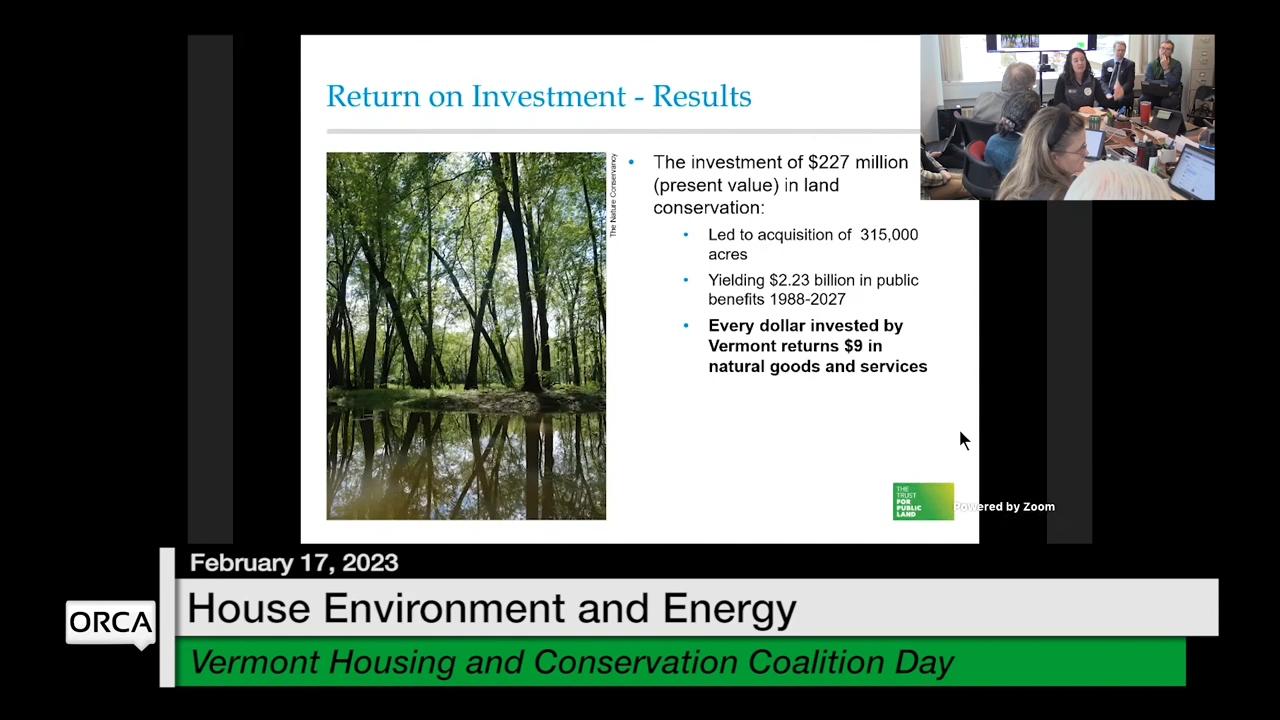 Return on Investment - Results
The Nature Conservancy
• The investment of $227 million
(present value) in land
conservation:
• Led to acquisition of 315,000
acres
• Yielding $2.23 billion in public
benefits 1988-2027
• Every dollar invested by
Vermont returns $9 in
natural goods and services
THE
TRUST
FOR
PUBLIC
LAND
Powered by Zoom
February 17, 2023
ORCA
House Environment and Energy
Vermont Housing and Conservation Coalition Day